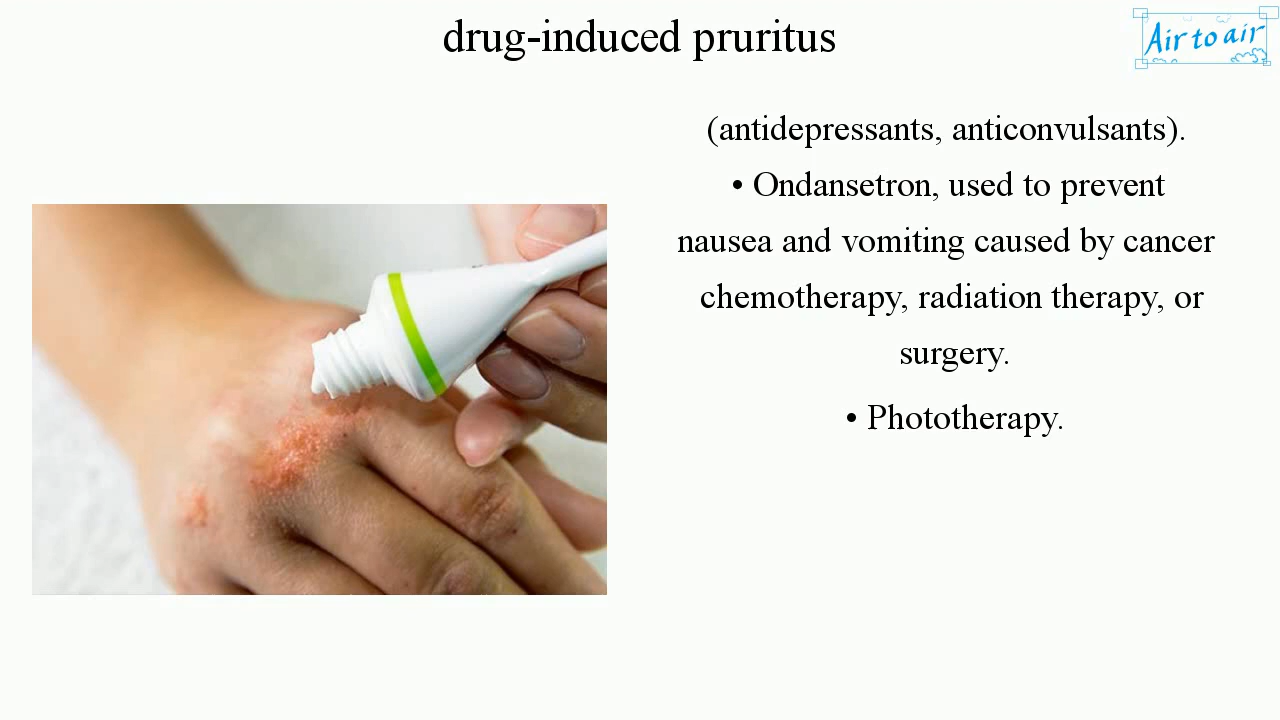 drug-induced pruritus
Air to air
(antidepressants, anticonvulsants).
• Ondansetron, used to prevent
nausea and vomiting caused by cancer
chemotherapy, radiation therapy, or
surgery.
• Phototherapy.